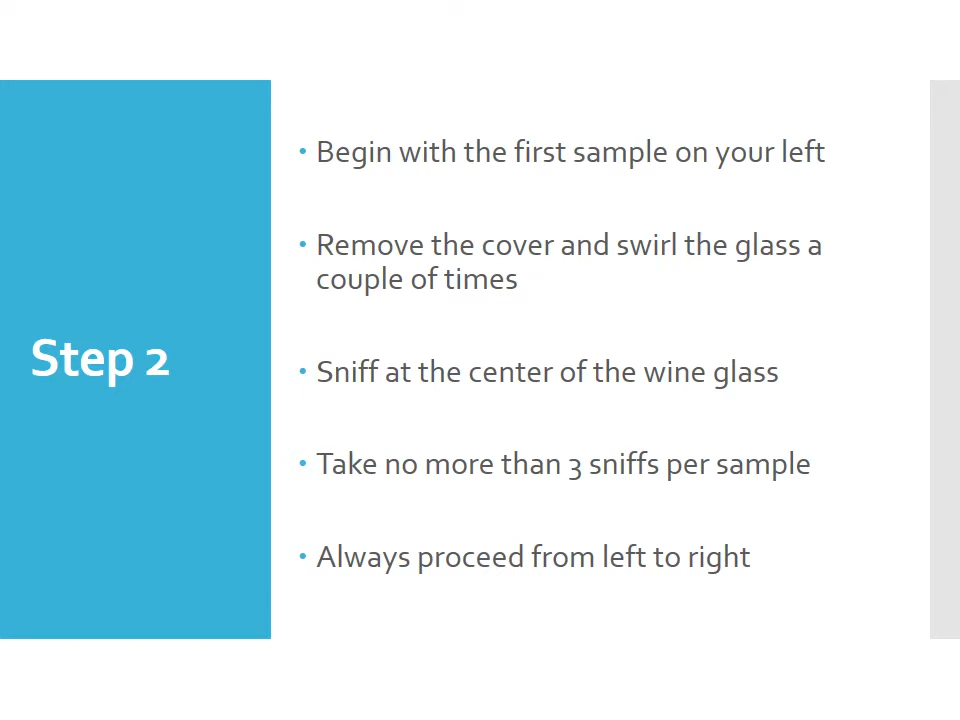 Step 2
• Begin with the first sample on your left
• Remove the cover and swirl the glass a
couple of times
• Sniff at the center of the wine glass
• Take no more than 3 sniffs per sample
• Always proceed from left to right